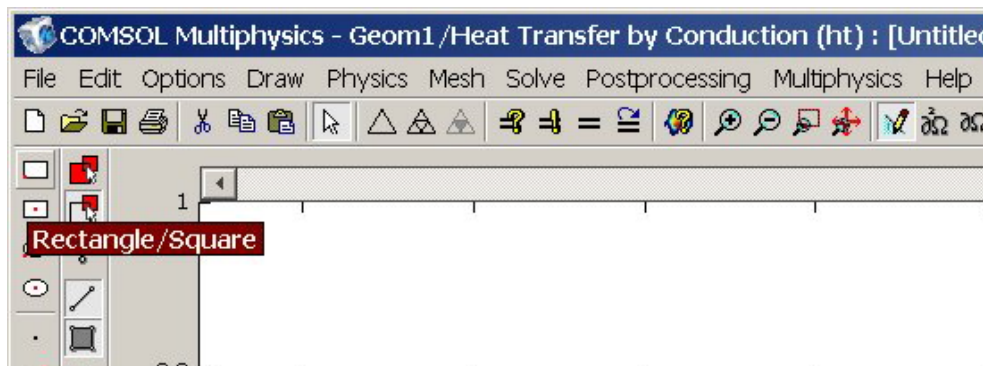 COMSOL Multiphysics - Geom1/Heat Transfer by Conduction (ht) : [Untitled
File Edit Options Draw Physics Mesh Solve Postprocessing Multiphysics Help
∂Ω ∂Ω
1
Rectangle/Square